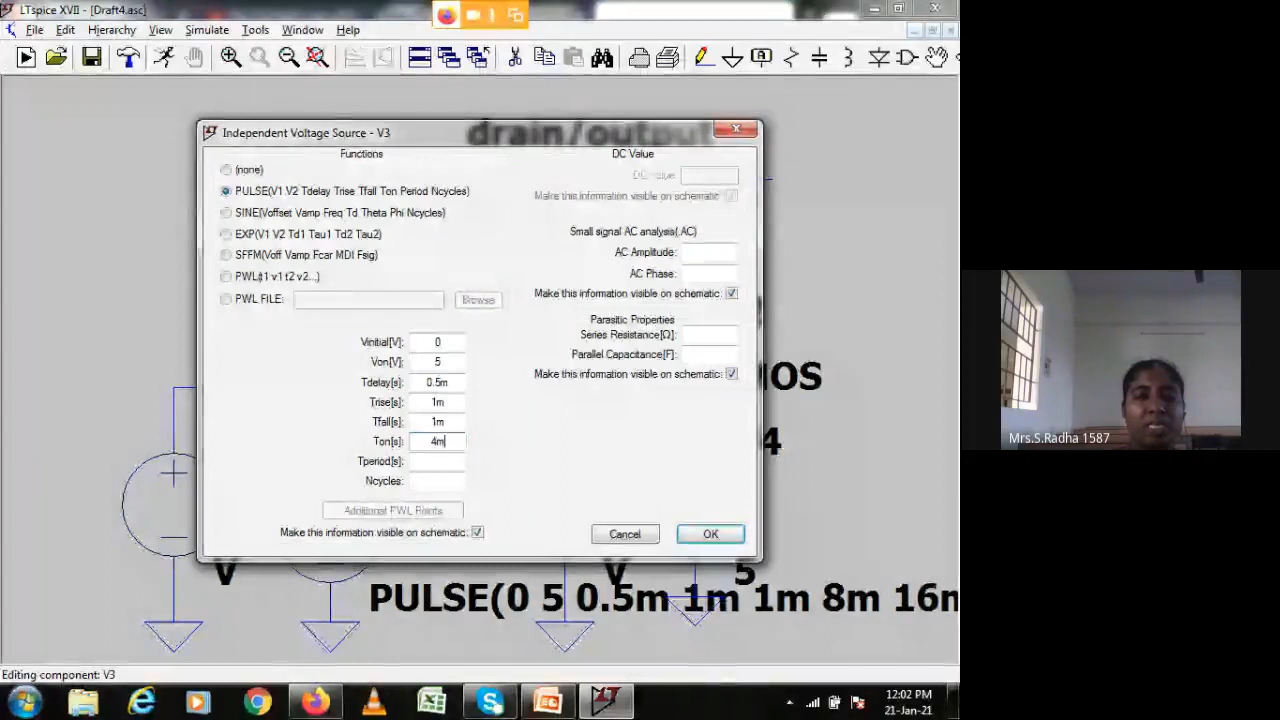 LTspice XVII - [Draft4.asc]
File Edit Hierarchy View Simulate Tools Window Help
drain/output
Independent Voltage Source - V3
Functions
(none)
PULSE(V1 V2 Tdelay Trise Tfall Ton Period Ncycles)
SINE(Voffset Vamp Freq Td Theta Phi Ncycles)
EXP(V1 V2 Td1 Tau1 Td2 Tau2)
SFFM(Voff Vamp Fcar MDI Fsig)
PWL(t1 v1 t2 v2...)
PWL FILE: Browse
Vinitial[V]: 0
Von[V]: 5
Tdelay[s]: 0.5m
Trise[s]: 1m
Tfall[s]: 1m
Ton[s]: 4m
Tperiod[s]:
Ncycles:
Additional PWL Points
Make this information visible on schematic:
DC Value
DC value:
Make this information visible on schematic:
Small signal AC analysis(.AC)
AC Amplitude:
AC Phase:
Make this information visible on schematic:
Parasitic Properties
Series Resistance[Ω]:
Parallel Capacitance[F]:
Make this information visible on schematic:
Cancel OK
MOS
4
V V 5
PULSE(0 5 0.5m 1m 1m 8m 16m
Editing component: V3
12:02 PM
21-Jan-21
Mrs.S.Radha 1587